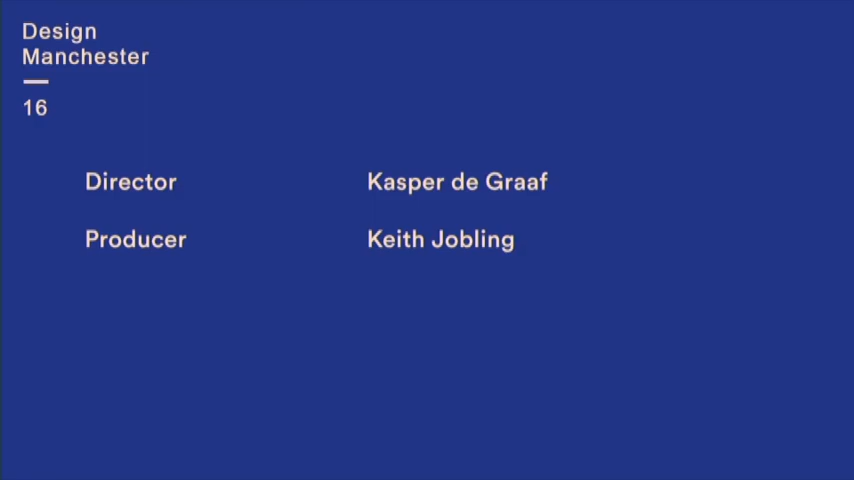 Design
Manchester
16
Director Kasper de Graaf
Producer Keith Jobling